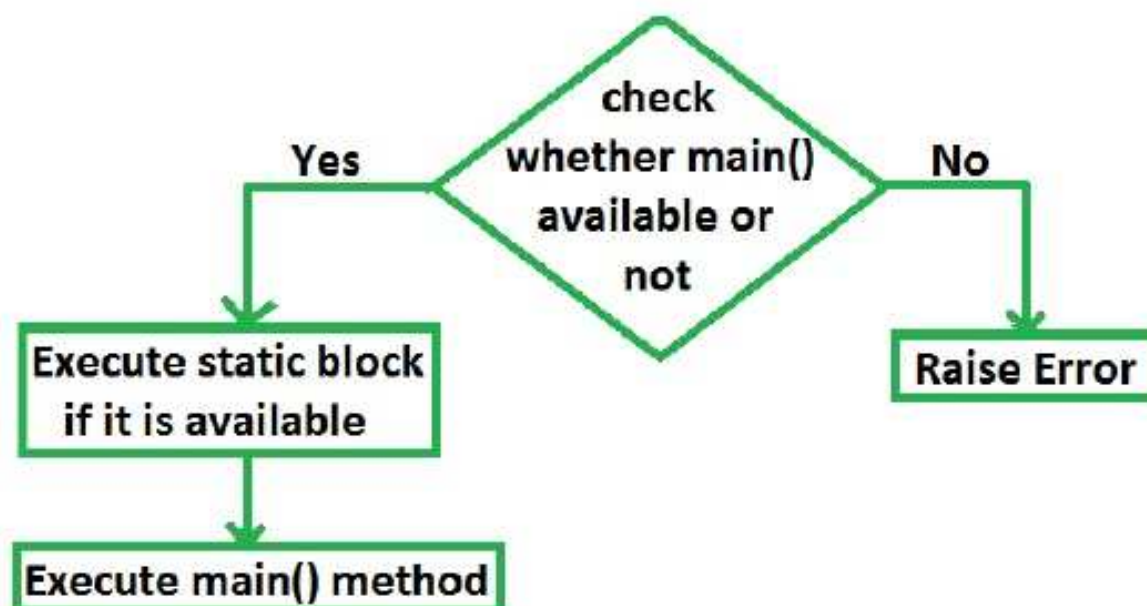 check
whether main()
available or
not
Yes
No
Execute static block
if it is available
Raise Error
Execute main() method